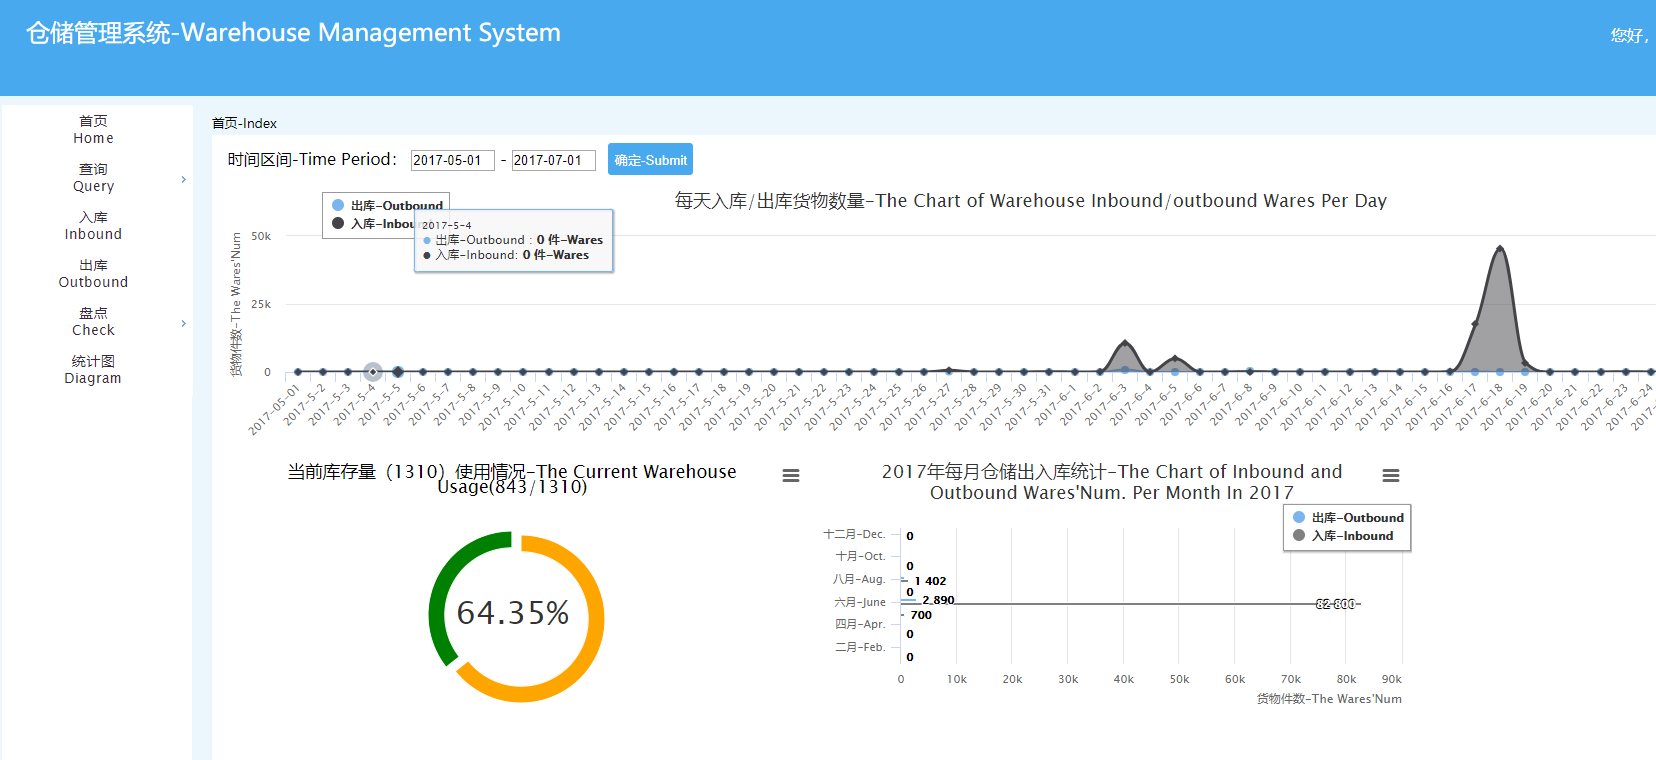 仓储管理系统-Warehouse Management System
您好,
首页
Home
查询
Query
入库
Inbound
出库
Outbound
盘点
Check
统计图
Diagram
首页-Index
时间区间-Time Period: 2017-05-01 - 2017-07-01 确定-Submit
每天入库/出库货物数量-The Chart of Warehouse Inbound/outbound Wares Per Day
出库-Outbound
入库-Inbou
2017-5-4
出库-Outbound : 0 件-Wares
入库-Inbound: 0 件-Wares
货物件数-The Wares'Num
50k
25k
0
2017-05-01 2017-5-2 2017-5-3 2017-5-4 2017-5-5 2017-5-6 2017-5-7 2017-5-8 2017-5-9 2017-5-10 2017-5-11 2017-5-12 2017-5-13 2017-5-14 2017-5-15 2017-5-16 2017-5-17 2017-5-18 2017-5-19 2017-5-20 2017-5-21 2017-5-22 2017-5-23 2017-5-24 2017-5-25 2017-5-26 2017-5-27 2017-5-28 2017-5-29 2017-5-30 2017-5-31 2017-6-1 2017-6-2 2017-6-3 2017-6-4 2017-6-5 2017-6-6 2017-6-7 2017-6-8 2017-6-9 2017-6-10 2017-6-11 2017-6-12 2017-6-13 2017-6-14 2017-6-15 2017-6-16 2017-6-17 2017-6-18 2017-6-19 2017-6-20 2017-6-21 2017-6-22 2017-6-23 2017-6-24
当前库存量（1310）使用情况-The Current Warehouse
Usage(843/1310)
64.35%
2017年每月仓储出入库统计-The Chart of Inbound and
Outbound Wares'Num. Per Month In 2017
出库-Outbound
入库-Inbound
十二月-Dec. 0
十月-Oct. 0
八月-Aug. 1 402
0
六月-June 2 890 82 800
700
四月-Apr. 0
二月-Feb. 0
0 10k 20k 30k 40k 50k 60k 70k 80k 90k
货物件数-The Wares'Num